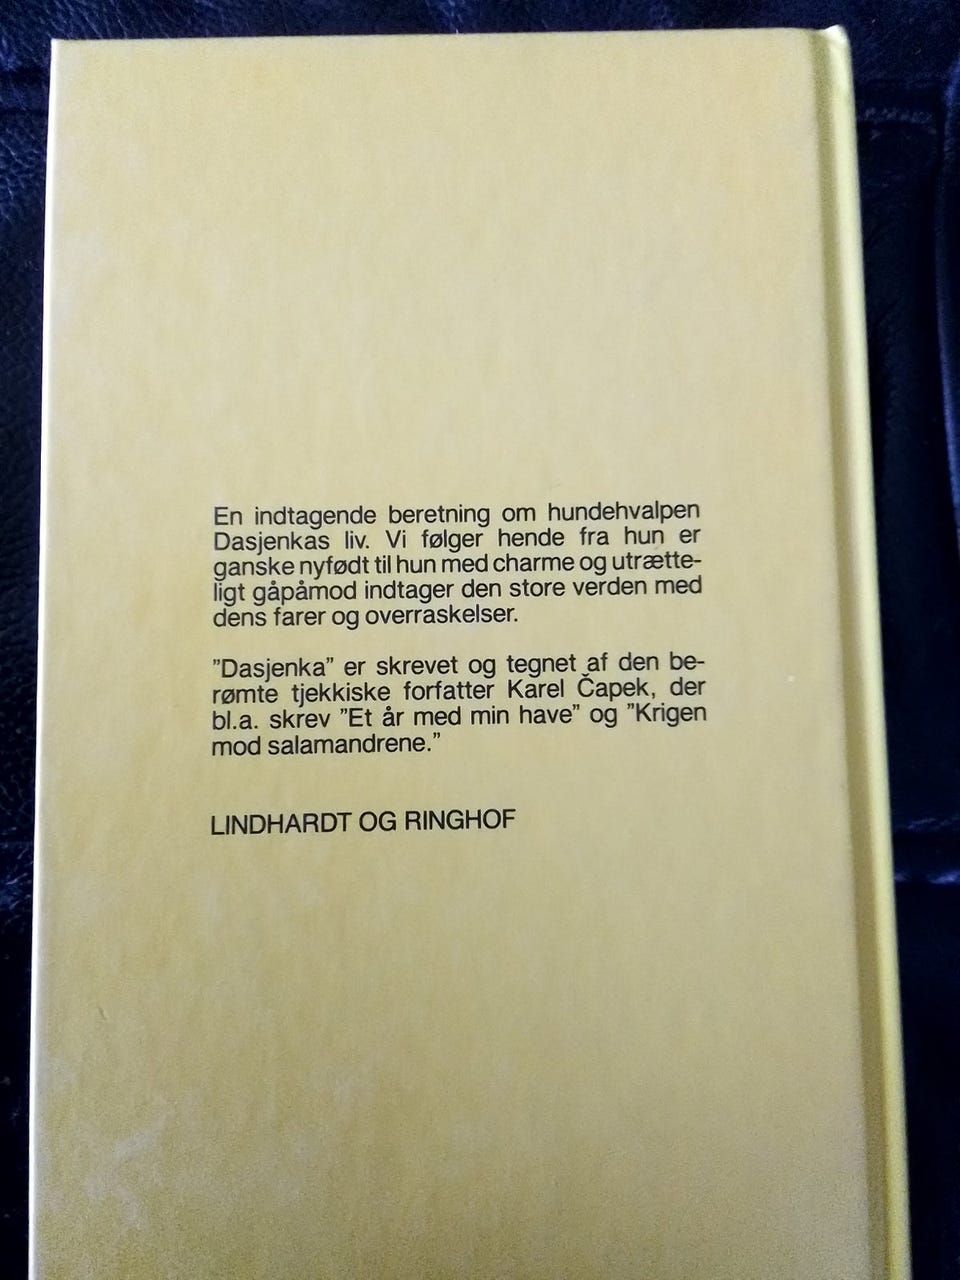 En indtagende beretning om hundehvalpen
Dasjenkas liv. Vi følger hende fra hun er
ganske nyfødt til hun med charme og utrætte-
ligt gåpåmod indtager den store verden med
dens farer og overraskelser.
”Dasjenka” er skrevet og tegnet af den be-
rømte tjekkiske forfatter Karel Čapek, der
bl.a. skrev ”Et år med min have” og ”Krigen
mod salamandrene.”
LINDHARDT OG RINGHOF